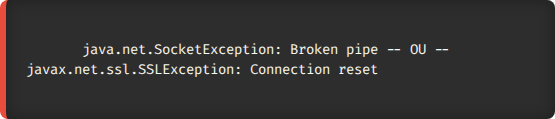 java.net.SocketException: Broken pipe -- OU --
javax.net.ssl.SSLException: Connection reset